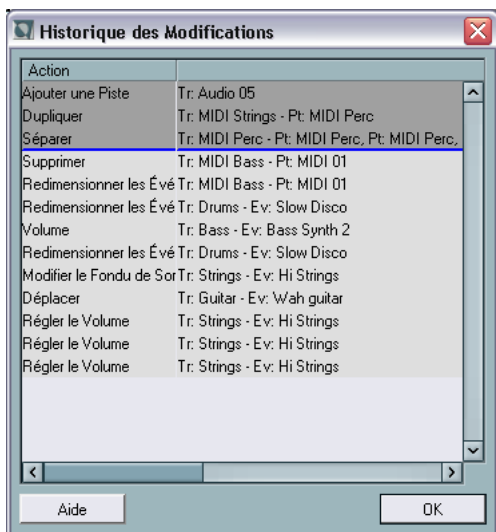 Historique des Modifications
Action
Ajouter une Piste Tr: Audio 05
Dupliquer Tr: MIDI Strings - Pt: MIDI Perc
Séparer Tr: MIDI Perc - Pt: MIDI Perc, Pt: MIDI Perc,
Supprimer Tr: MIDI Bass - Pt: MIDI 01
Redimensionner les Évé Tr: MIDI Bass - Pt: MIDI 01
Redimensionner les Évé Tr: Drums - Ev: Slow Disco
Volume Tr: Bass - Ev: Bass Synth 2
Redimensionner les Évé Tr: Drums - Ev: Slow Disco
Modifier le Fondu de Sor Tr: Strings - Ev: Hi Strings
Déplacer Tr: Guitar - Ev: Wah guitar
Régler le Volume Tr: Strings - Ev: Hi Strings
Régler le Volume Tr: Strings - Ev: Hi Strings
Régler le Volume Tr: Strings - Ev: Hi Strings
Aide OK